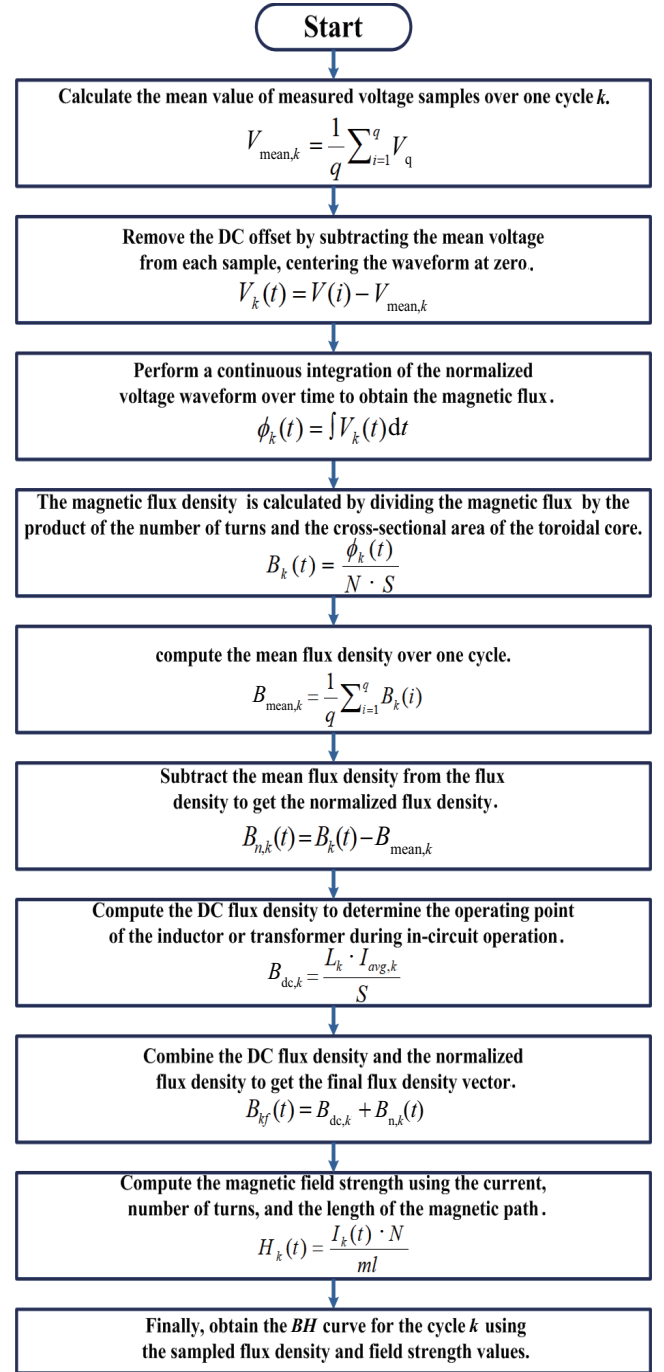 Start
Calculate the mean value of measured voltage samples over one cycle k.
V_mean,k = 1/q ∑_{i=1}^{q} V_q
Remove the DC offset by subtracting the mean voltage
from each sample, centering the waveform at zero.
V_k(t) = V(i) − V_mean,k
Perform a continuous integration of the normalized
voltage waveform over time to obtain the magnetic flux.
ϕ_k(t) = ∫V_k(t)dt
The magnetic flux density is calculated by dividing the magnetic flux by the
product of the number of turns and the cross-sectional area of the toroidal core.
B_k(t) = ϕ_k(t) / N · S
compute the mean flux density over one cycle.
B_mean,k = 1/q ∑_{i=1}^{q} B_k(i)
Subtract the mean flux density from the flux
density to get the normalized flux density.
B_n,k(t) = B_k(t) − B_mean,k
Compute the DC flux density to determine the operating point
of the inductor or transformer during in-circuit operation.
B_dc,k = L_k · I_avg,k / S
Combine the DC flux density and the normalized
flux density to get the final flux density vector.
B_kf(t) = B_dc,k + B_n,k(t)
Compute the magnetic field strength using the current,
number of turns, and the length of the magnetic path.
H_k(t) = I_k(t) · N / ml
Finally, obtain the BH curve for the cycle k using
the sampled flux density and field strength values.